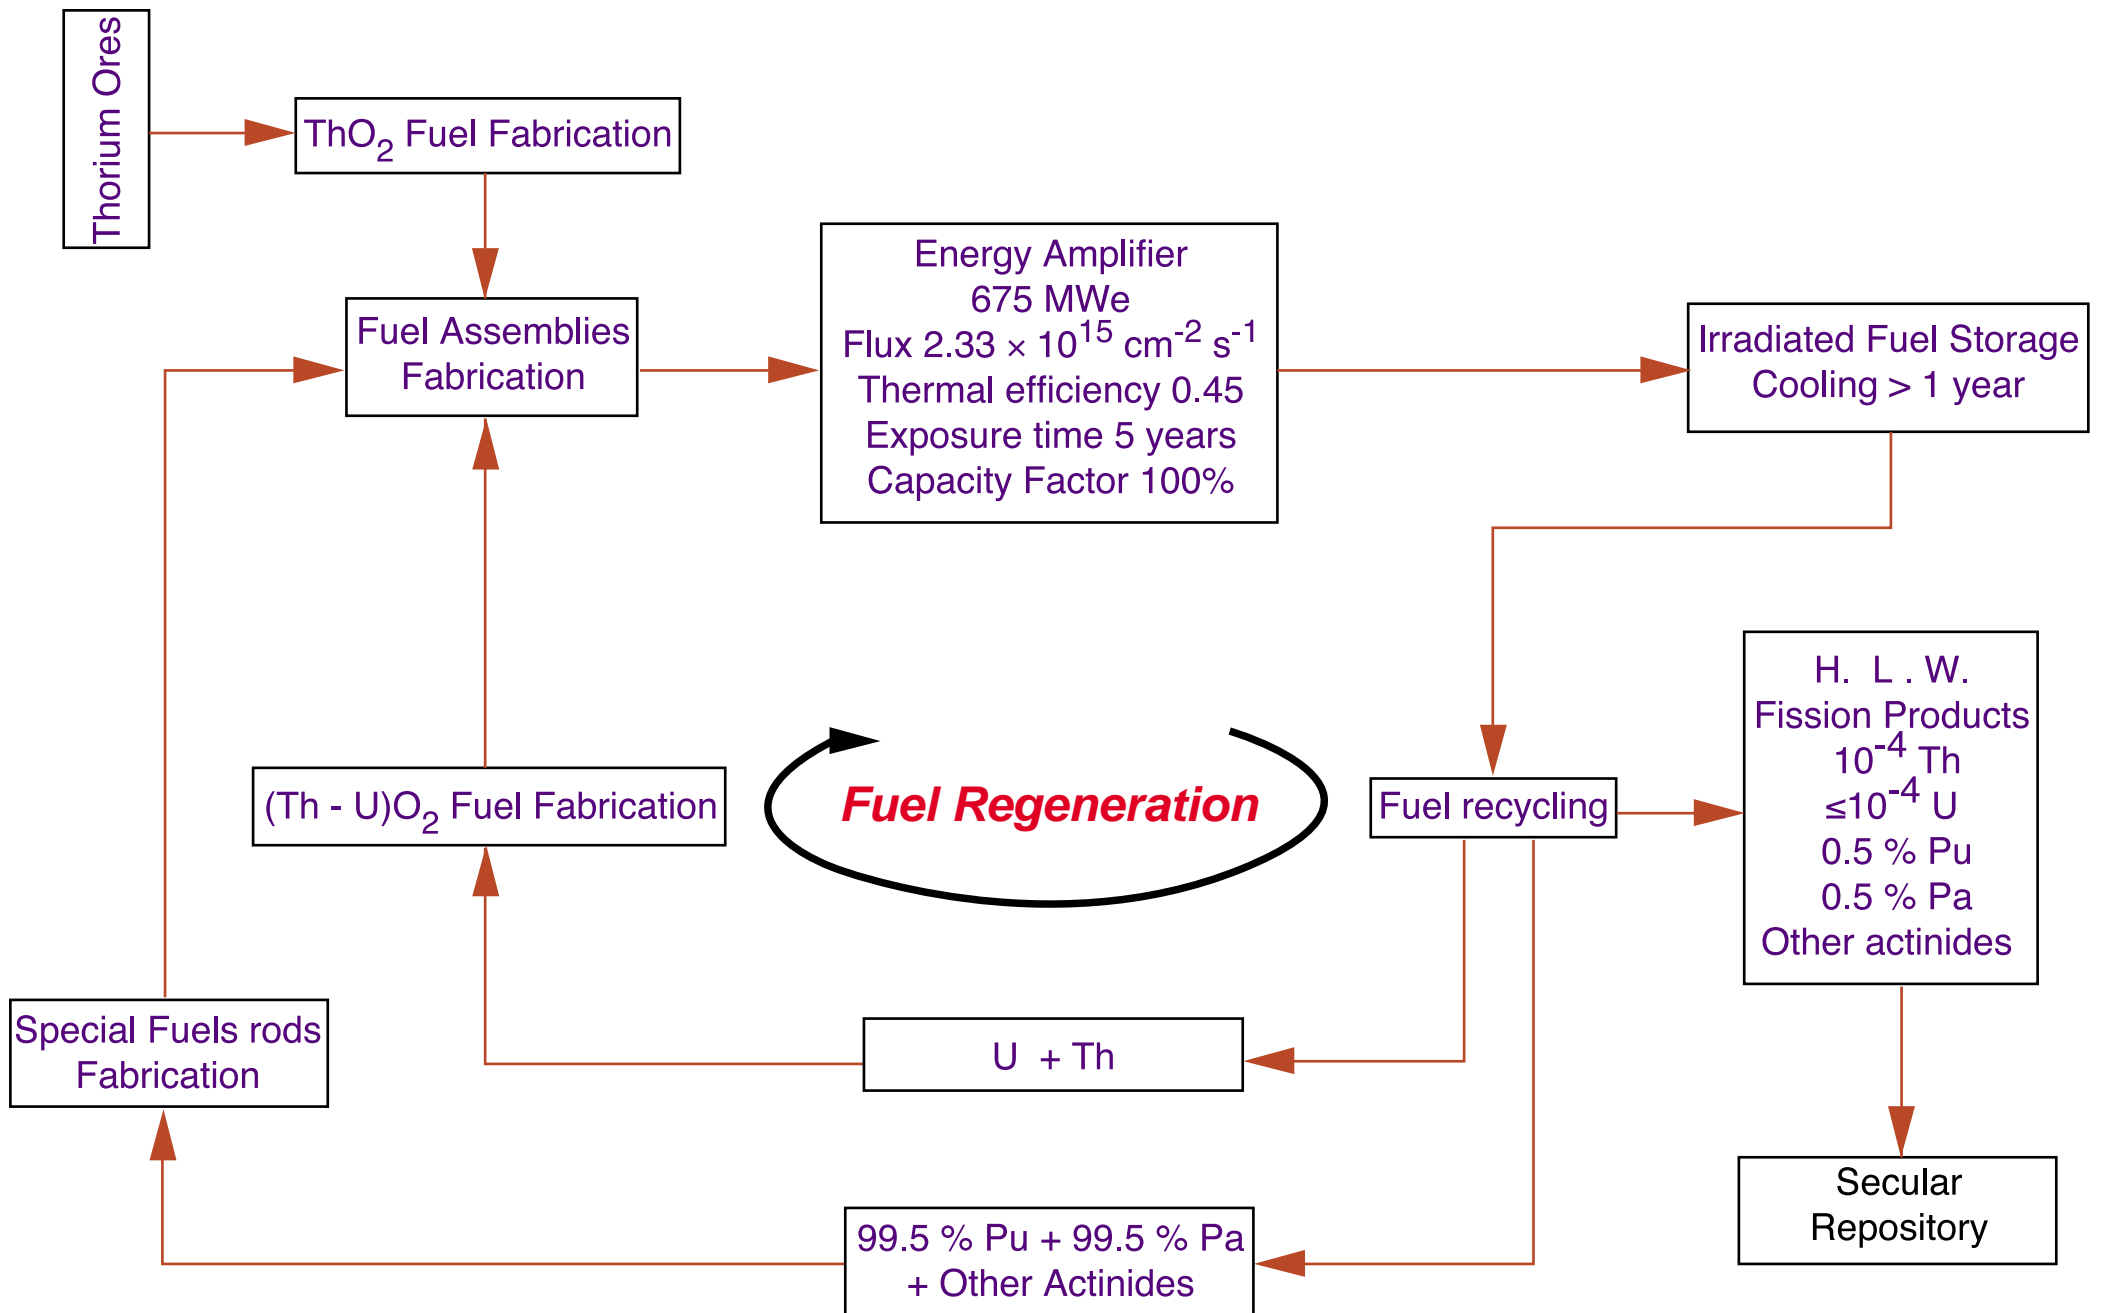 Thorium Ores
ThO₂ Fuel Fabrication
Fuel Assemblies
Fabrication
Energy Amplifier
675 MWe
Flux 2.33 × 10¹⁵ cm⁻² s⁻¹
Thermal efficiency 0.45
Exposure time 5 years
Capacity Factor 100%
Irradiated Fuel Storage
Cooling > 1 year
(Th - U)O₂ Fuel Fabrication
Fuel Regeneration
Fuel recycling
H. L . W.
Fission Products
10⁻⁴ Th
≤10⁻⁴ U
0.5 % Pu
0.5 % Pa
Other actinides
Special Fuels rods
Fabrication
U + Th
99.5 % Pu + 99.5 % Pa
+ Other Actinides
Secular
Repository